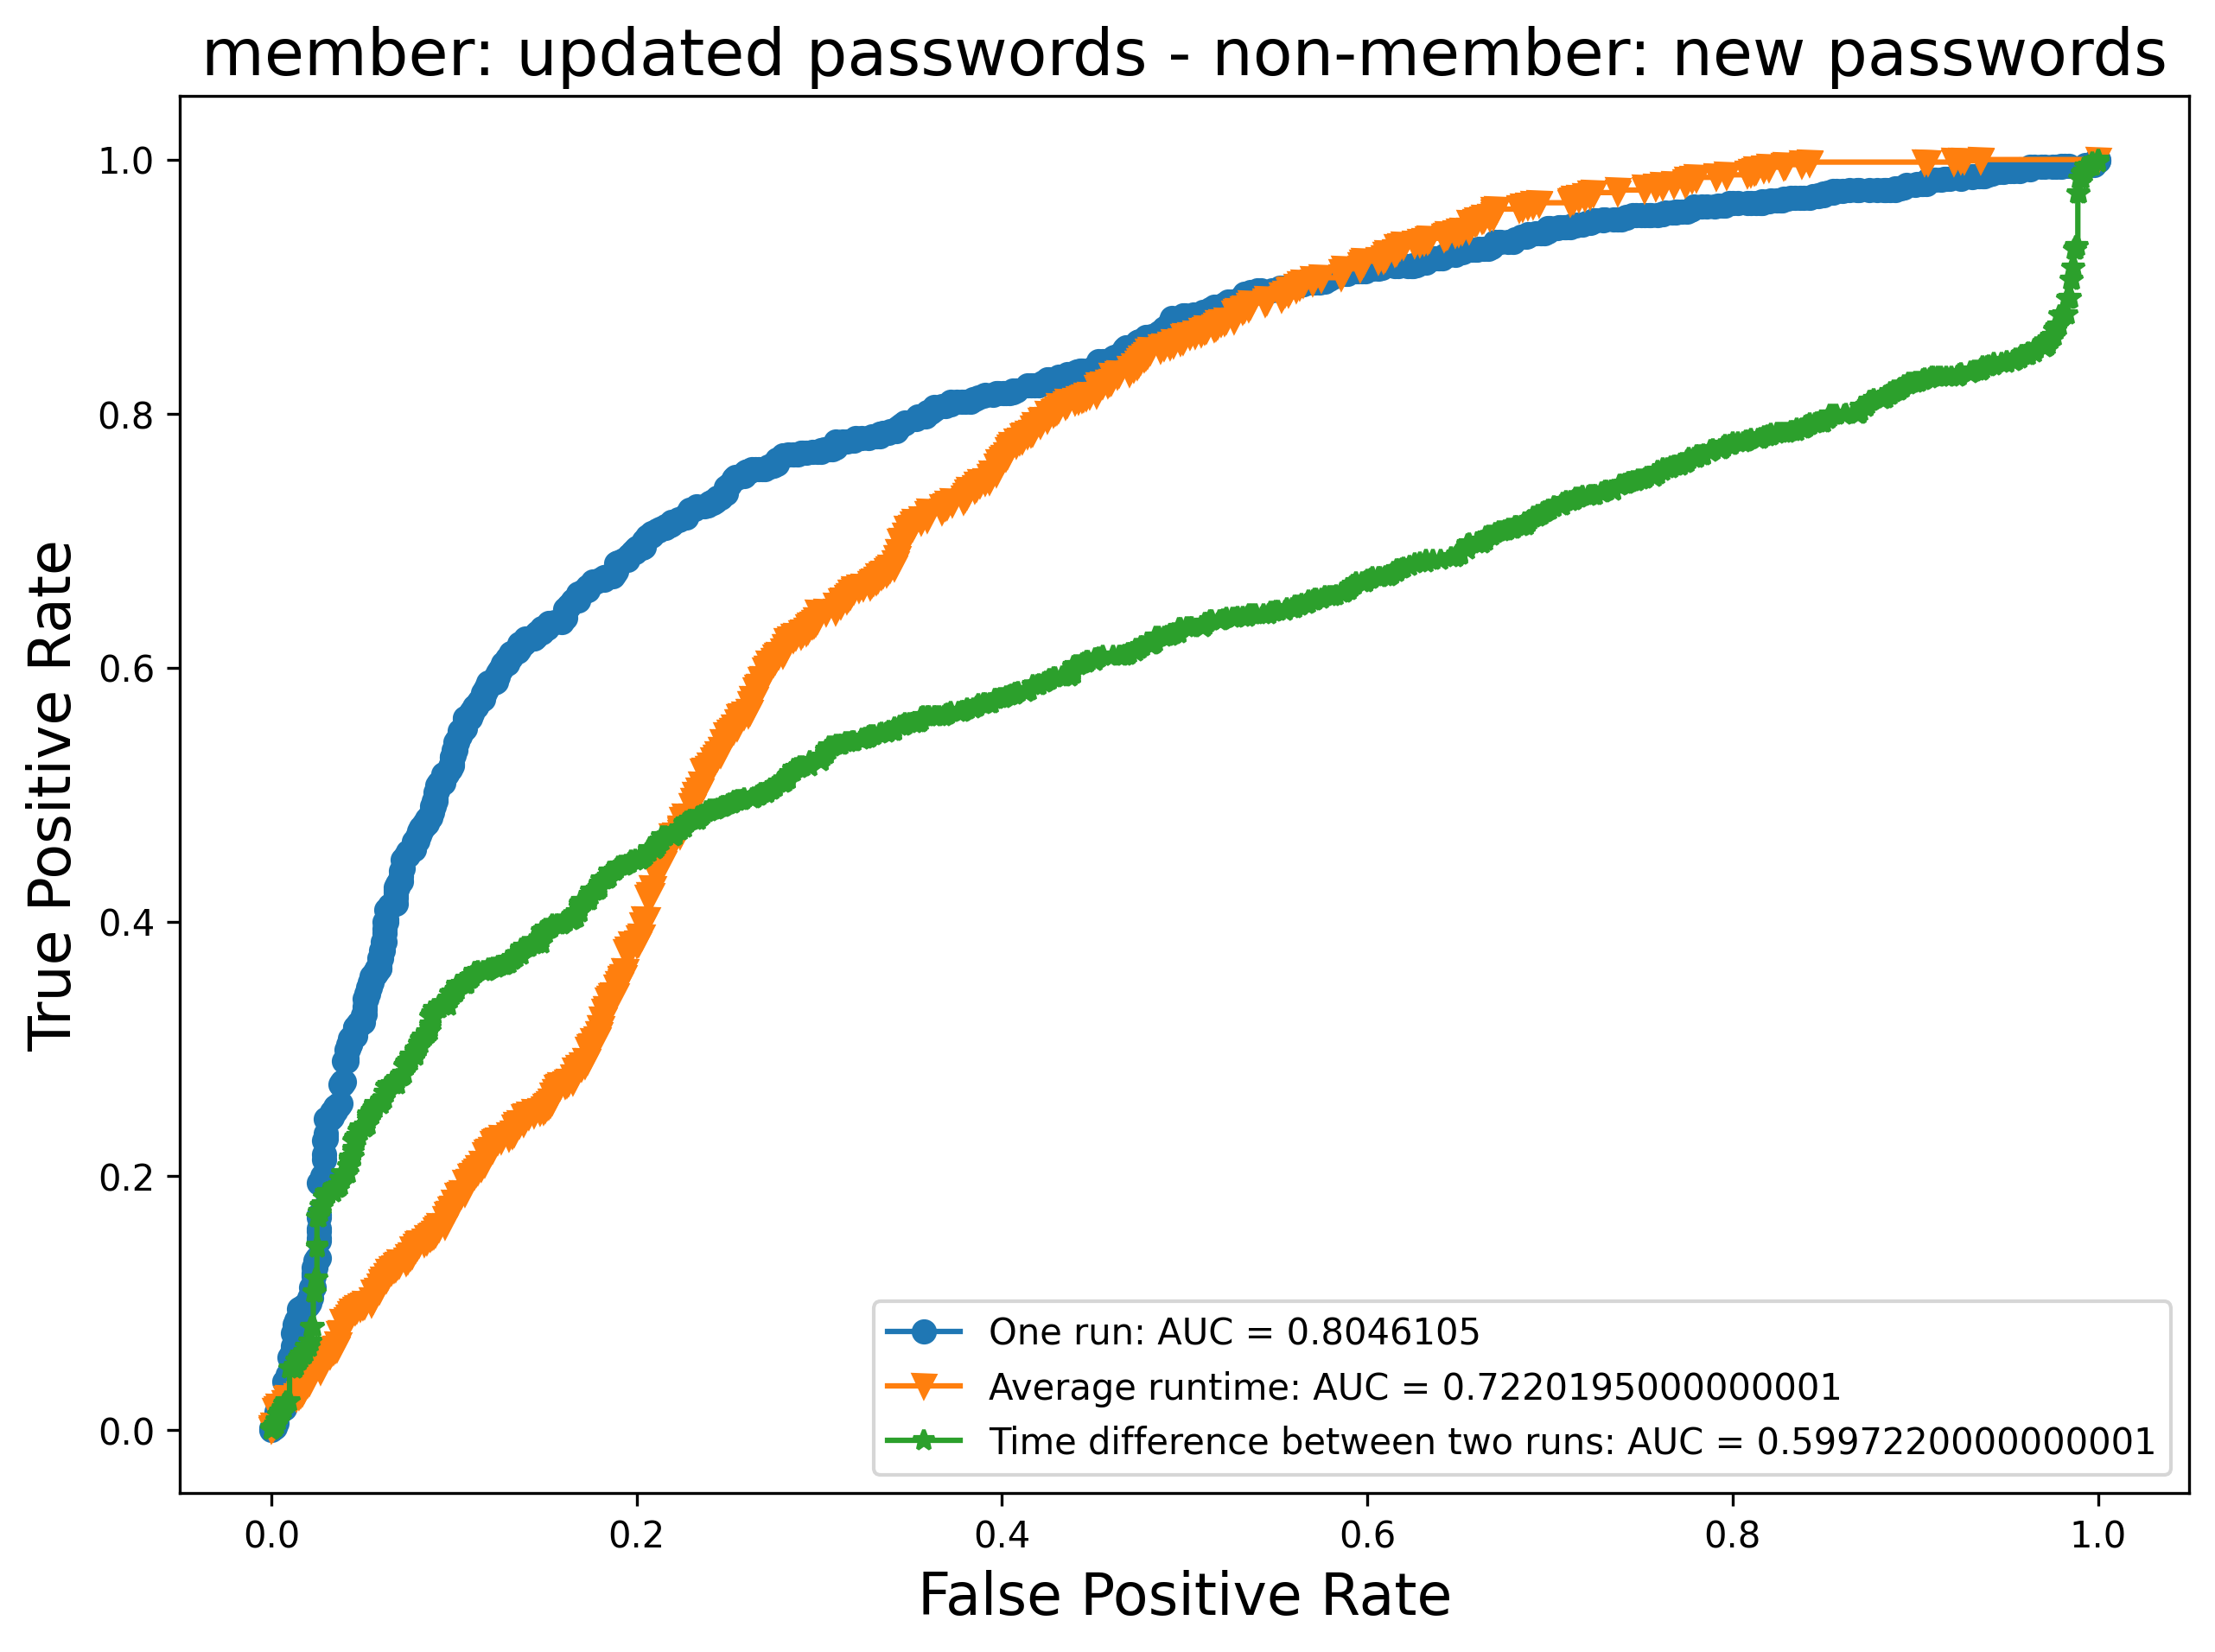 member: updated passwords - non-member: new passwords
True Positive Rate
1.0
0.8
0.6
0.4
0.2
0.0
One run: AUC = 0.8046105
Average runtime: AUC = 0.7220195000000001
Time difference between two runs: AUC = 0.5997220000000001
0.0 0.2 0.4 0.6 0.8 1.0
False Positive Rate